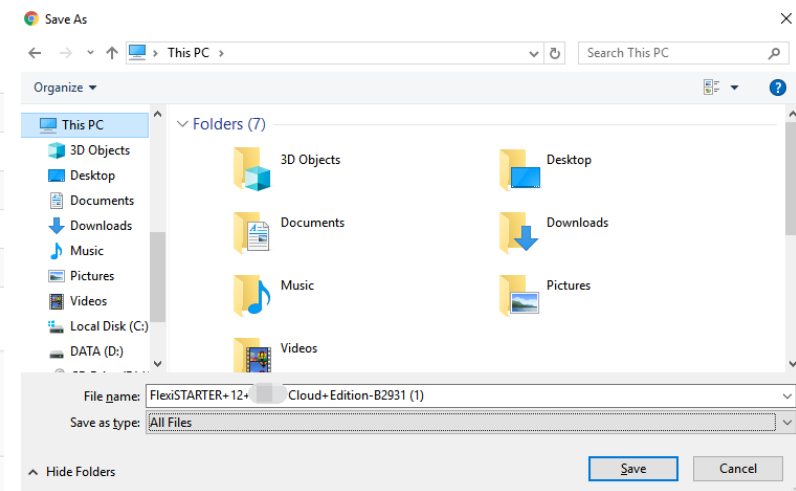 Save As
This PC
Search This PC
Organize
?
This PC
3D Objects
Desktop
Documents
Downloads
Music
Pictures
Videos
Local Disk (C:)
DATA (D:)
Folders (7)
3D Objects
Desktop
Documents
Downloads
Music
Pictures
Videos
File name: FlexiSTARTER+12+ Cloud+Edition-B2931 (1)
Save as type: All Files
Hide Folders
Save
Cancel